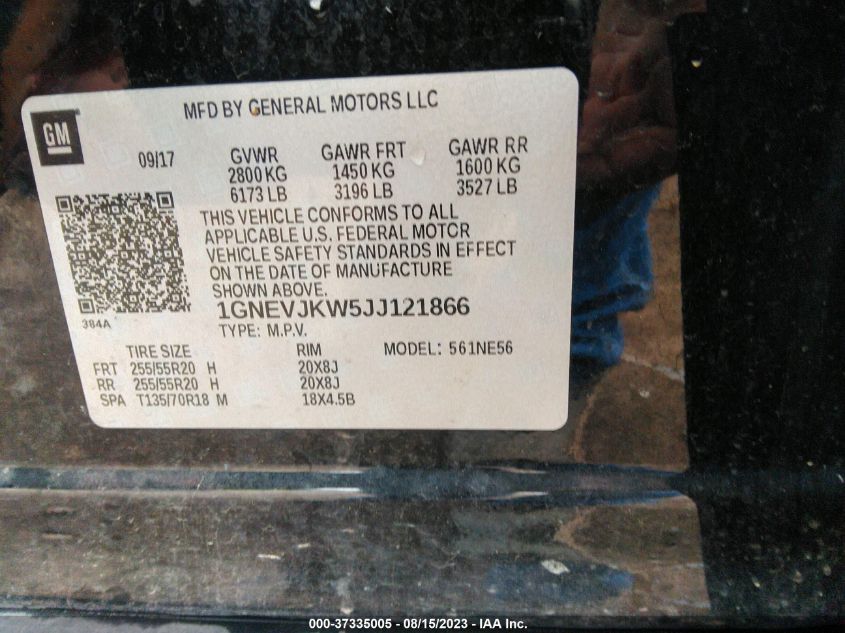 MFD BY GENERAL MOTORS LLC
GM
09/17 GVWR GAWR FRT GAWR RR
2800 KG 1450 KG 1600 KG
6173 LB 3196 LB 3527 LB
THIS VEHICLE CONFORMS TO ALL
APPLICABLE U.S. FEDERAL MOTOR
VEHICLE SAFETY STANDARDS IN EFFECT
ON THE DATE OF MANUFACTURE
SHOWN ABOVE.
1GNEVJKW5JJ121866
384A
TYPE: M.P.V.
TIRE SIZE RIM MODEL: 561NE56
FRT 255/55R20 H 20X8J
RR 255/55R20 H 20X8J
SPA T135/70R18 M 18X4.5B
000-37335005 - 08/15/2023 - IAA Inc.